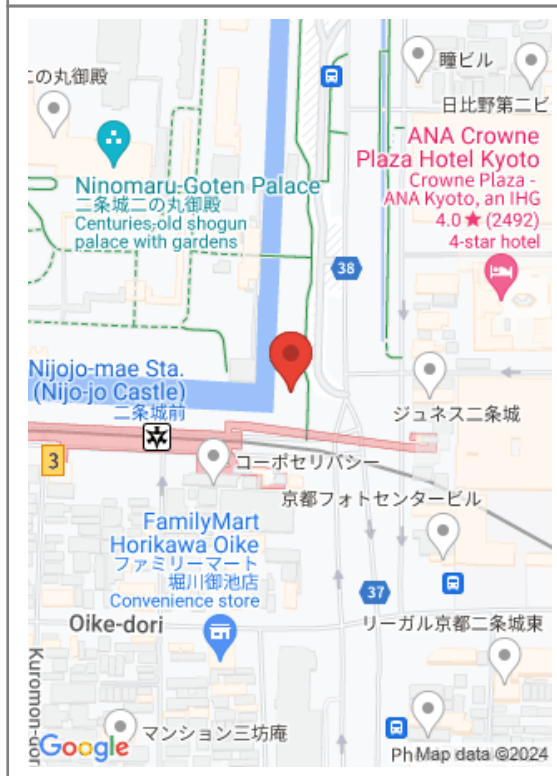 二の丸御殿
瞳ビル
日比野第二ビ
Ninomaru-Goten Palace
二条城二の丸御殿
Centuries-old shogun
palace with gardens
ANA Crowne
Plaza Hotel Kyoto
Crowne Plaza -
ANA Kyoto, an IHG
4.0 ★ (2492)
4-star hotel
38
Nijojo-mae Sta.
(Nijo-jo Castle)
二条城前
ジュネス二条城
3
コーポセリバシー
京都フォトセンタービル
FamilyMart
Horikawa Oike
ファミリーマート
堀川御池店
Convenience store
37
Oike-dori
リーガル京都二条城東
Kuromon-dori
マンション三坊庵
Google
Map data ©2024